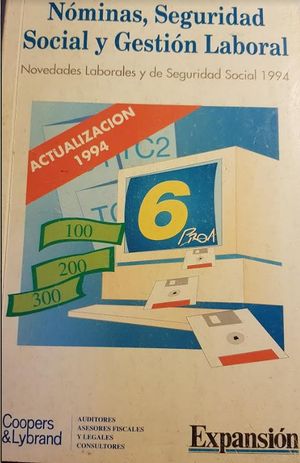 Nóminas, Seguridad
Social y Gestión Laboral
Novedades Laborales y de Seguridad Social 1994
ACTUALIZACION
1994
TC2
TC
6
100
200
300
Coopers
&Lybrand
AUDITORES
ASESORES FISCALES
Y LEGALES
CONSULTORES
Expansión